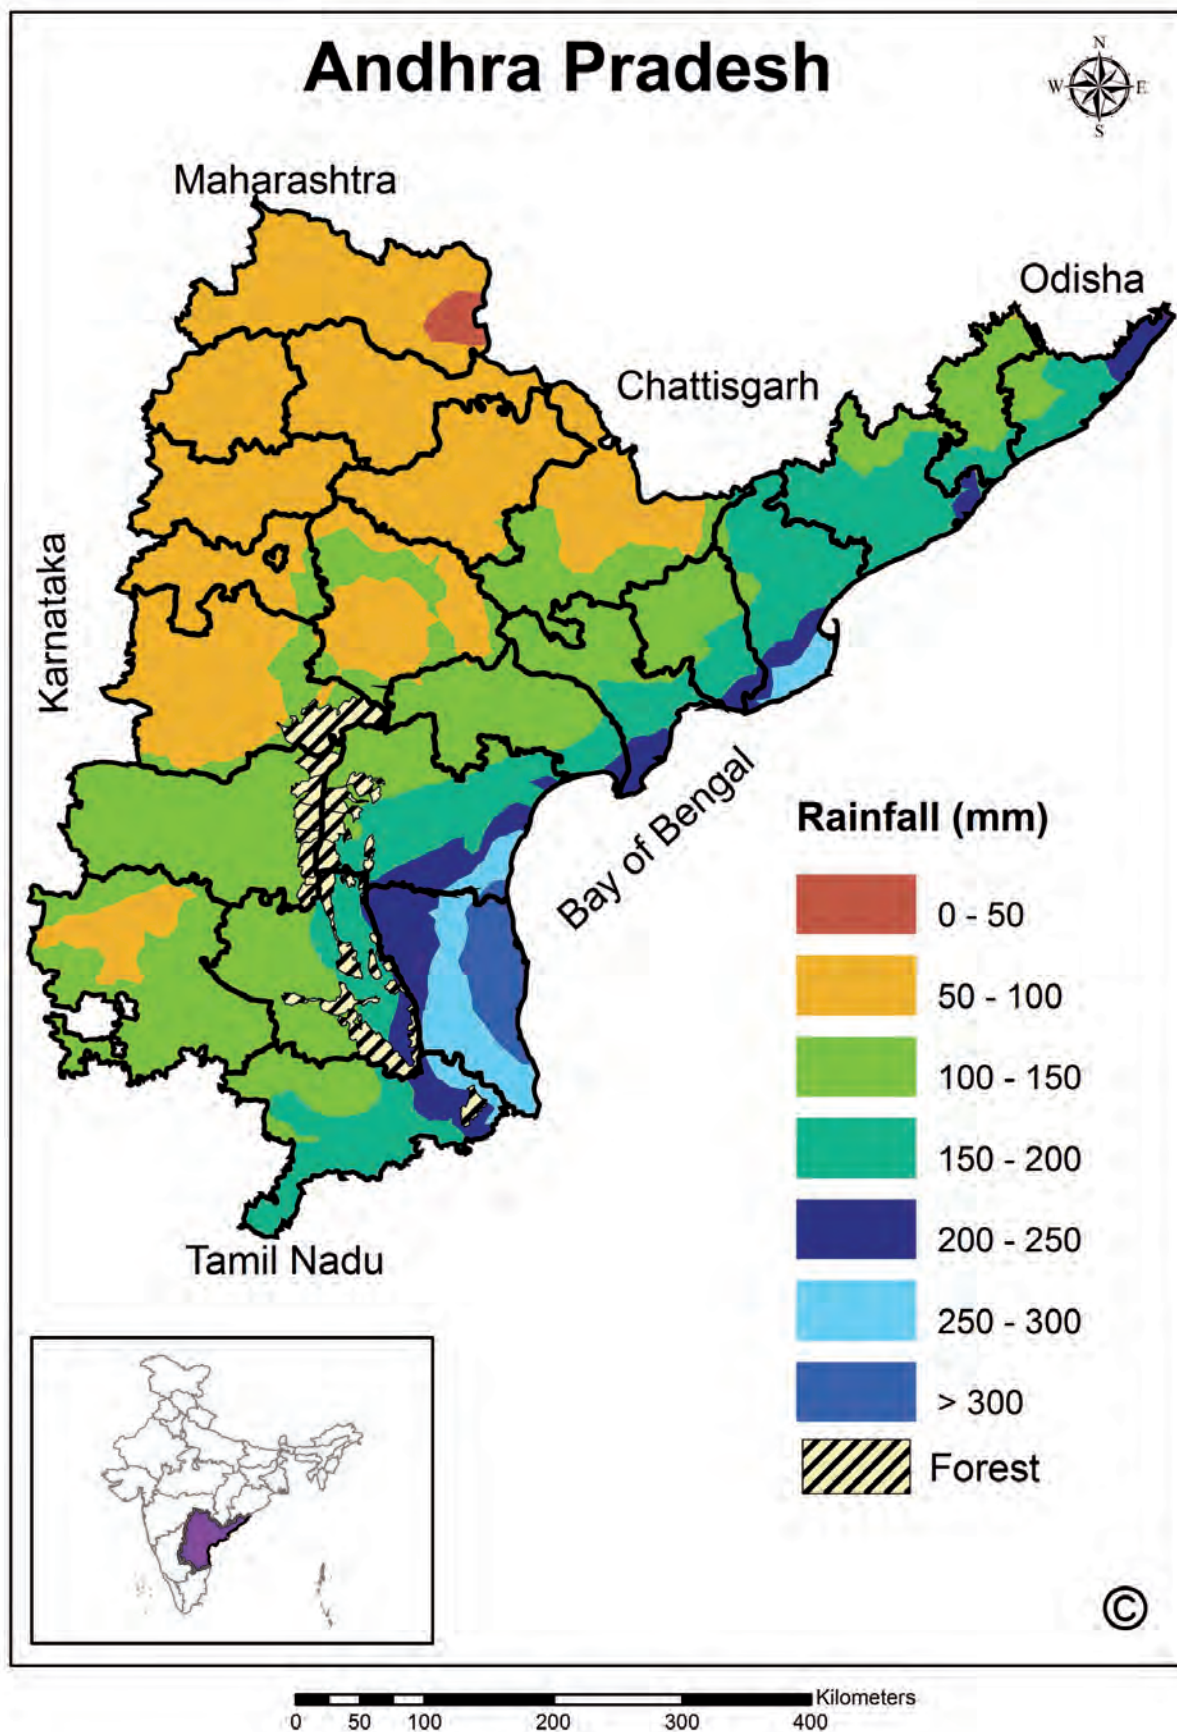 Andhra Pradesh
N
W
E
S
Maharashtra
Odisha
Chattisgarh
Karnataka
Bay of Bengal
Rainfall (mm)
0 - 50
50 - 100
100 - 150
150 - 200
200 - 250
250 - 300
> 300
Forest
Tamil Nadu
©
Kilometers
0 50 100 200 300 400